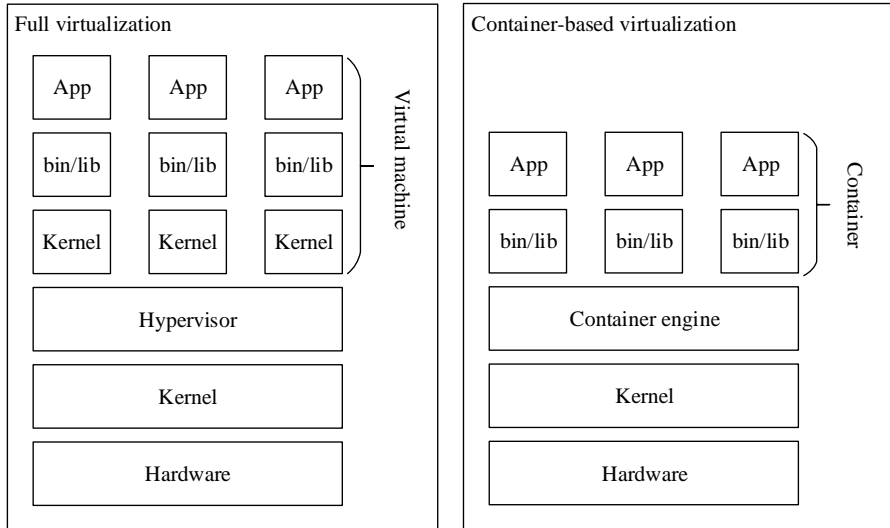 Full virtualization
App App App
bin/lib bin/lib bin/lib
Kernel Kernel Kernel
Virtual machine
Hypervisor
Kernel
Hardware
Container-based virtualization
App App App
bin/lib bin/lib bin/lib
Container
Container engine
Kernel
Hardware